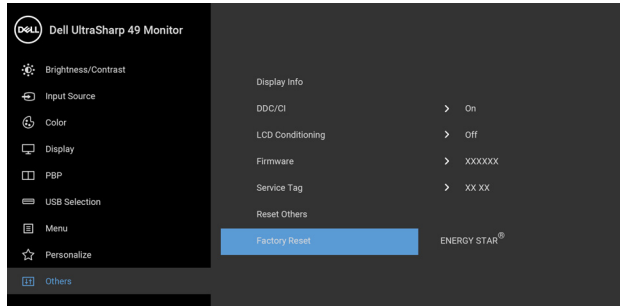 DELL Dell UltraSharp 49 Monitor
Brightness/Contrast
Input Source
Color
Display
PBP
USB Selection
Menu
Personalize
Others
Display Info
DDC/CI > On
LCD Conditioning > Off
Firmware > XXXXXX
Service Tag > XX XX
Reset Others
Factory Reset ENERGY STAR®